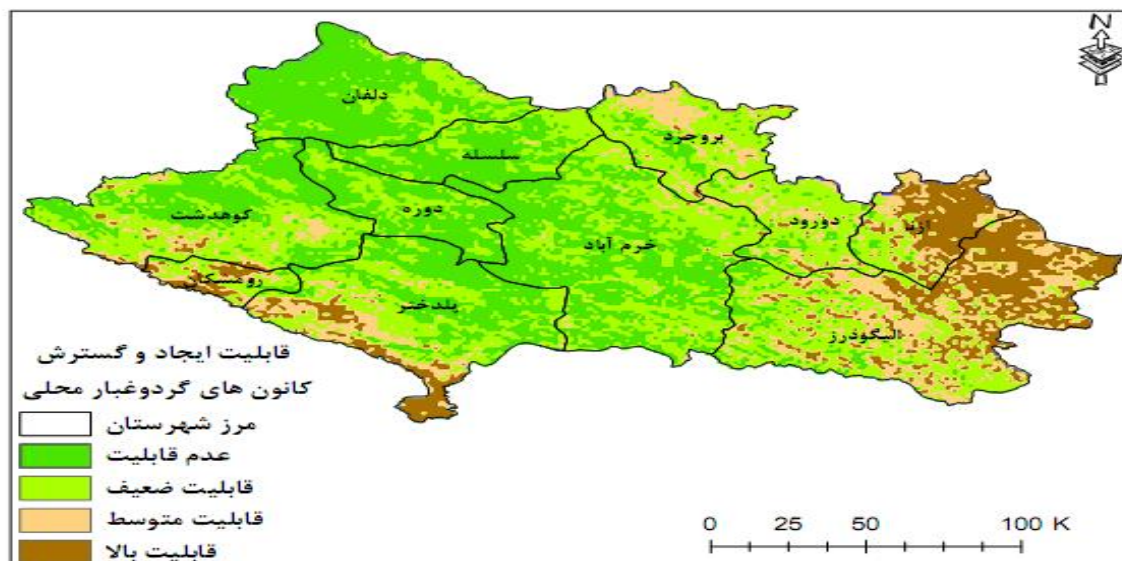 N
دلفان
بروجرد
سلسله
دوره
کوهدشت
دورود
ازنا
خرم آباد
رومشکان
پلدختر
الیگودرز
قابلیت ایجاد و گسترش
کانون های گردوغبار محلی
مرز شهرستان
عدم قابلیت
قابلیت ضعیف
قابلیت متوسط
قابلیت بالا
0 25 50 100 K